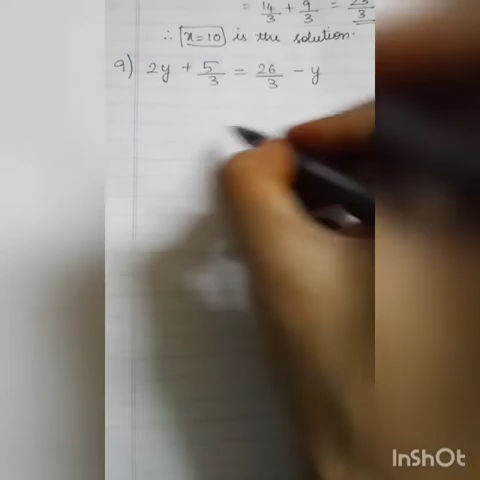 = 14/3 + 9/3 = 23/3
∴ x=10 is the solution.
9) 2y + 5/3 = 26/3 - y
InShOt